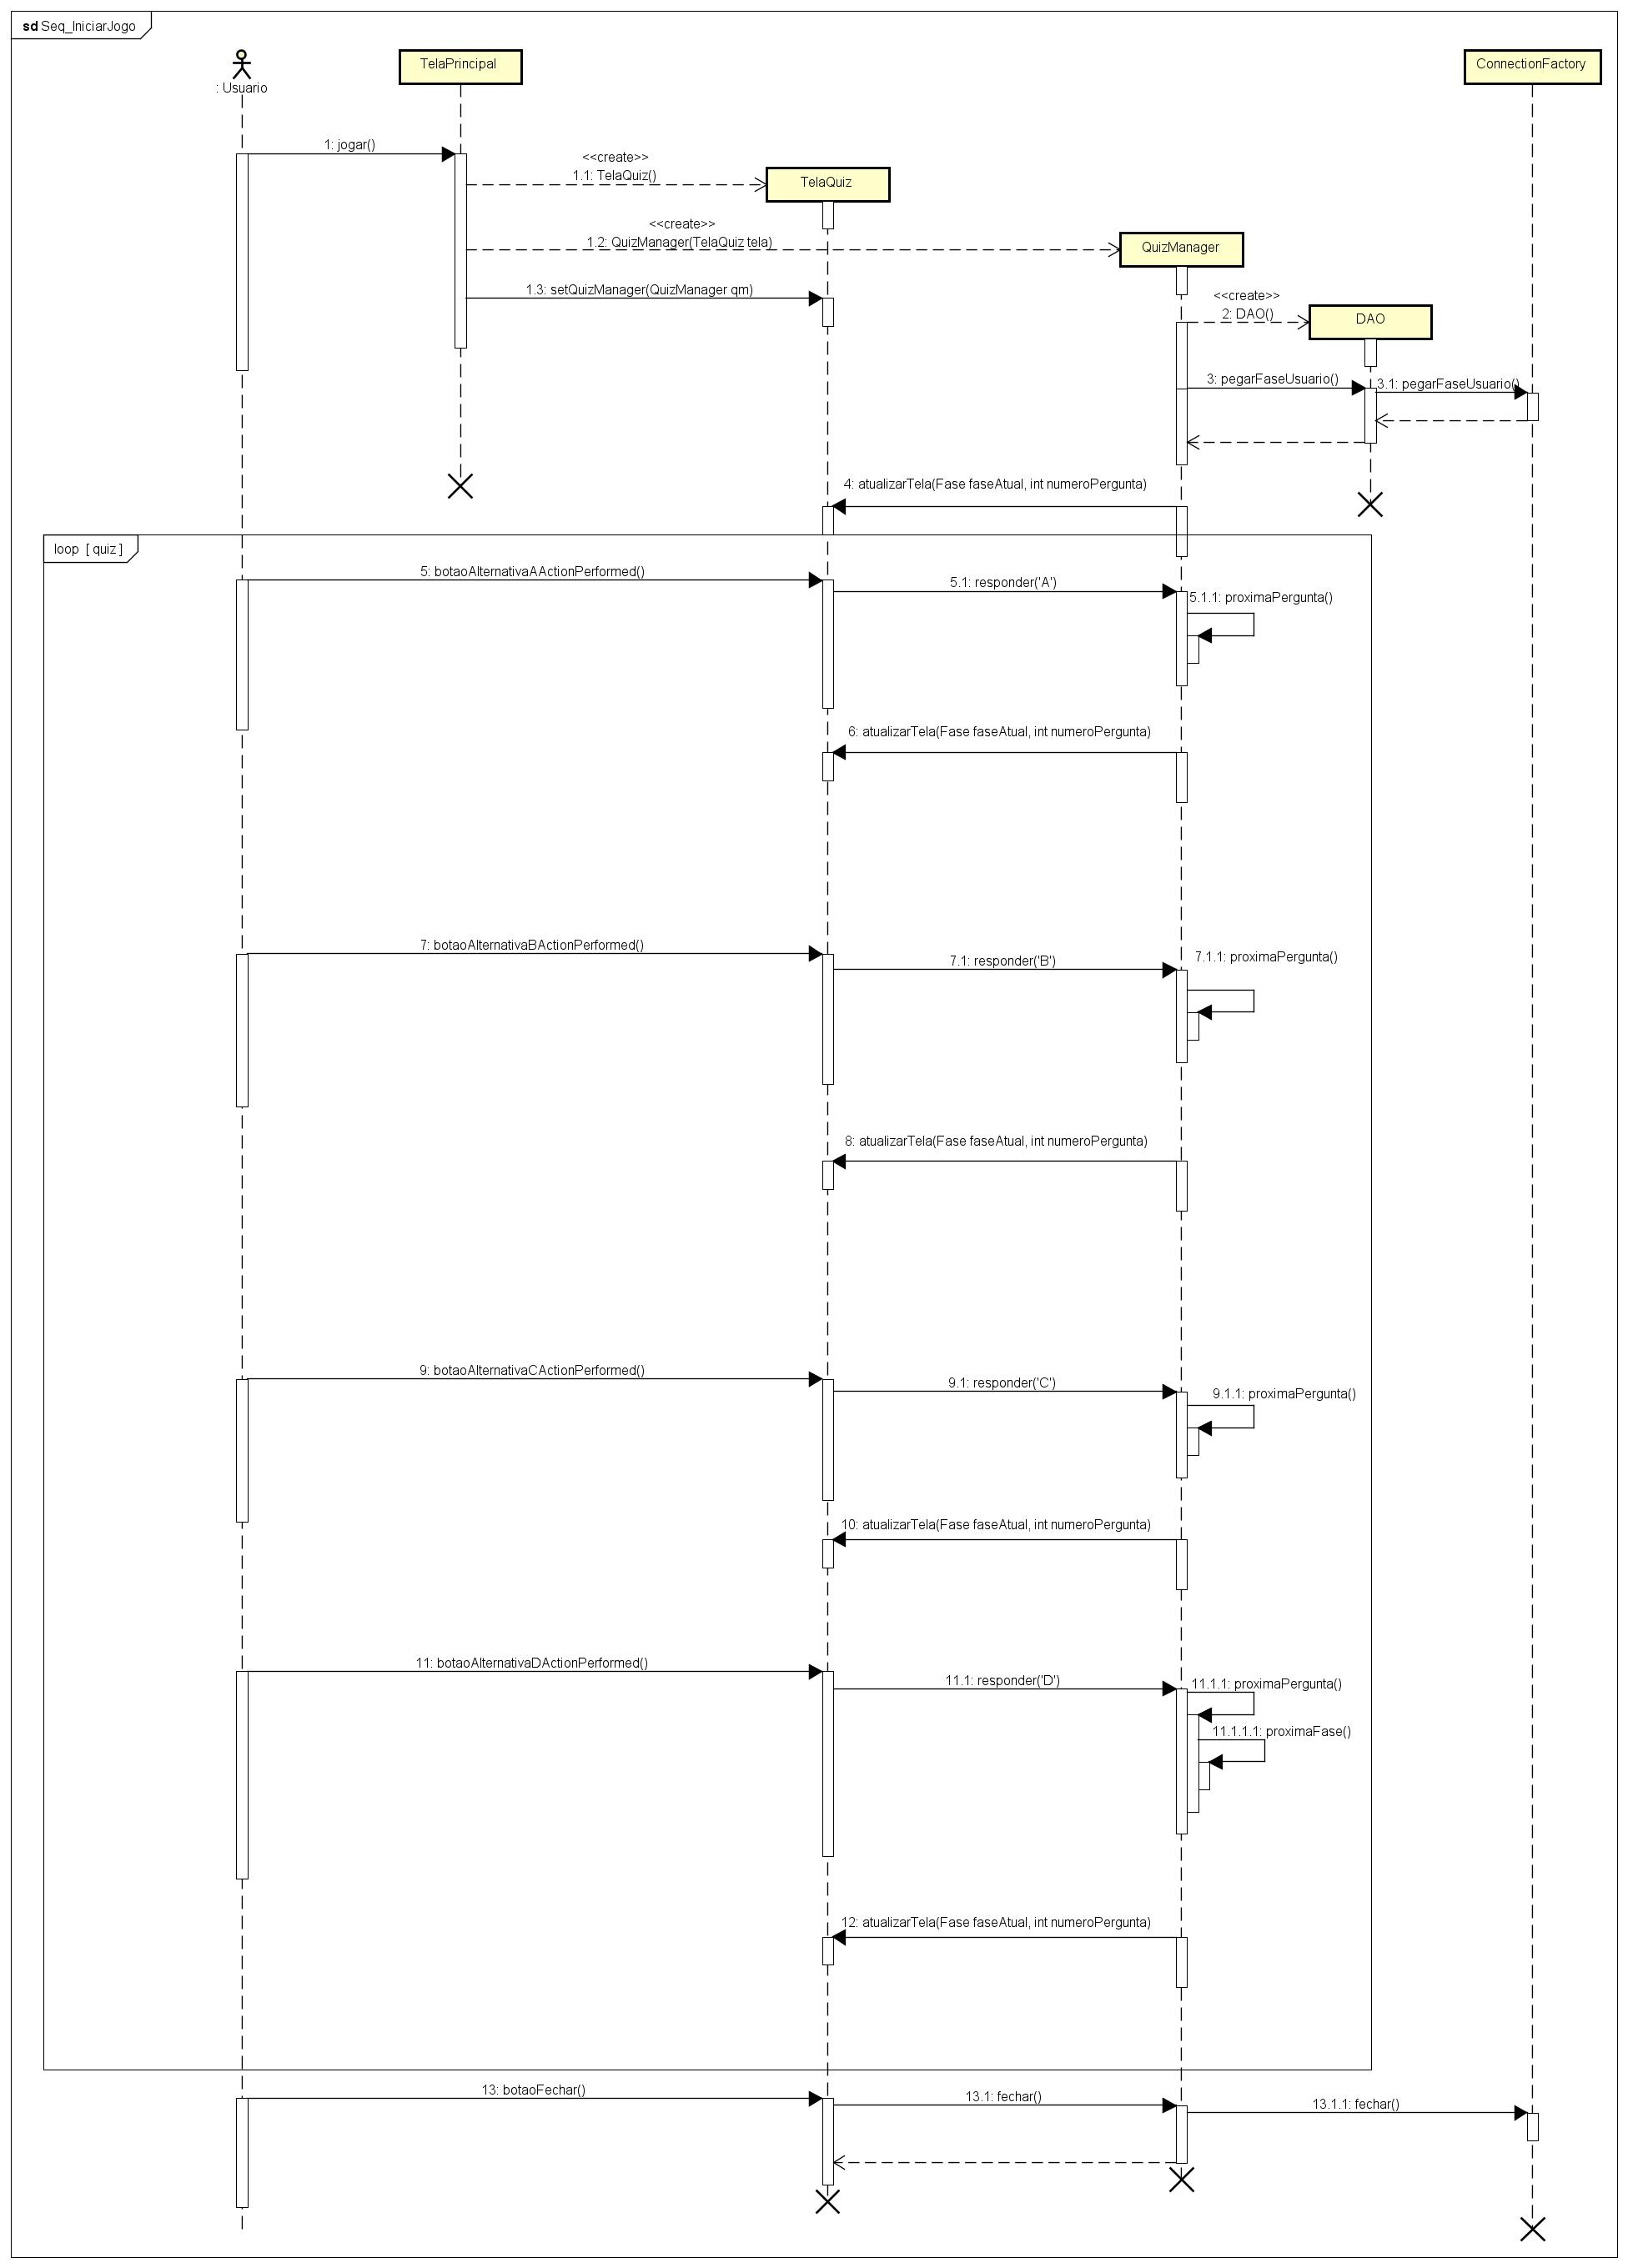 sd Seq_IniciarJogo
: Usuario
TelaPrincipal
ConnectionFactory
1: jogar()
<<create>>
1.1: TelaQuiz()
TelaQuiz
<<create>>
1.2: QuizManager(TelaQuiz tela)
QuizManager
1.3: setQuizManager(QuizManager qm)
<<create>>
2: DAO()
DAO
3: pegarFaseUsuario()
3.1: pegarFaseUsuario()
4: atualizarTela(Fase faseAtual, int numeroPergunta)
loop [ quiz ]
5: botaoAlternativaAActionPerformed()
5.1: responder('A')
5.1.1: proximaPergunta()
6: atualizarTela(Fase faseAtual, int numeroPergunta)
7: botaoAlternativaBActionPerformed()
7.1: responder('B')
7.1.1: proximaPergunta()
8: atualizarTela(Fase faseAtual, int numeroPergunta)
9: botaoAlternativaCActionPerformed()
9.1: responder('C')
9.1.1: proximaPergunta()
10: atualizarTela(Fase faseAtual, int numeroPergunta)
11: botaoAlternativaDActionPerformed()
11.1: responder('D')
11.1.1: proximaPergunta()
11.1.1.1: proximaFase()
12: atualizarTela(Fase faseAtual, int numeroPergunta)
13: botaoFechar()
13.1: fechar()
13.1.1: fechar()